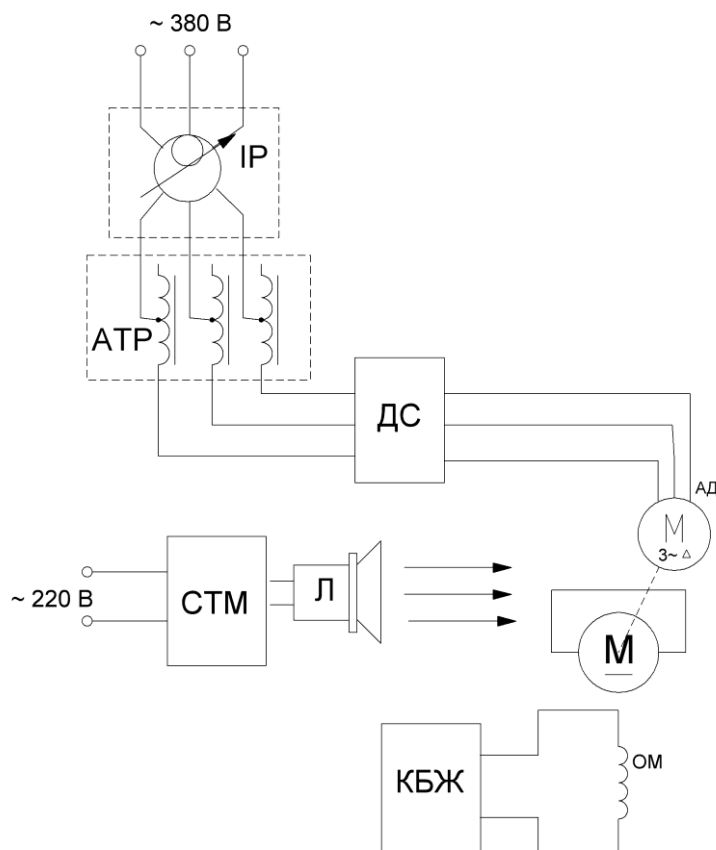 ~ 380 В
IP
АТР
ДС
АД
М
3~ △
~ 220 В
СТМ
Л
М
КБЖ
ОМ